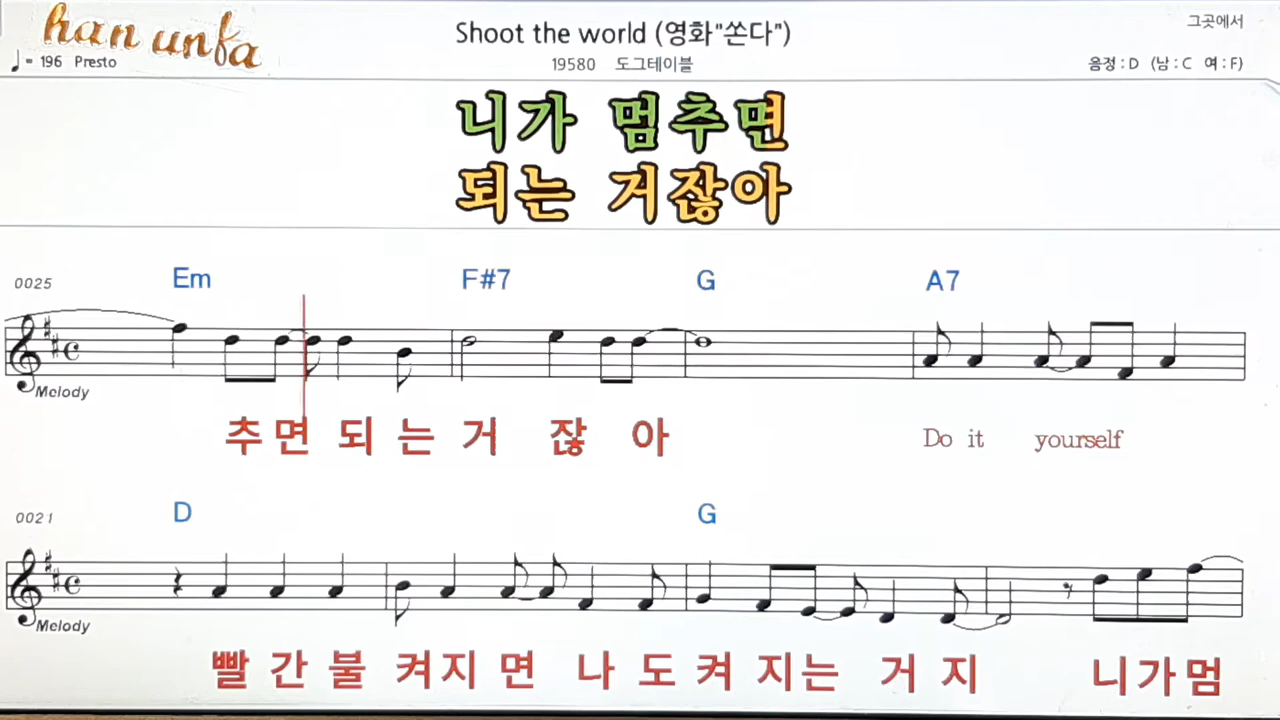 han unfa
Shoot the world (영화"쏜다")
그곳에서
♩= 196 Presto
19580 도그테이블
음정 : D (남 : C 여 : F)
니가 멈추면
되는 거잖아
0025 Em F#7 G A7
Melody
추면 되는거 잖아 Do it yourself
0021 D G
Melody
빨간불 켜지면 나도켜지는 거지 니가멈